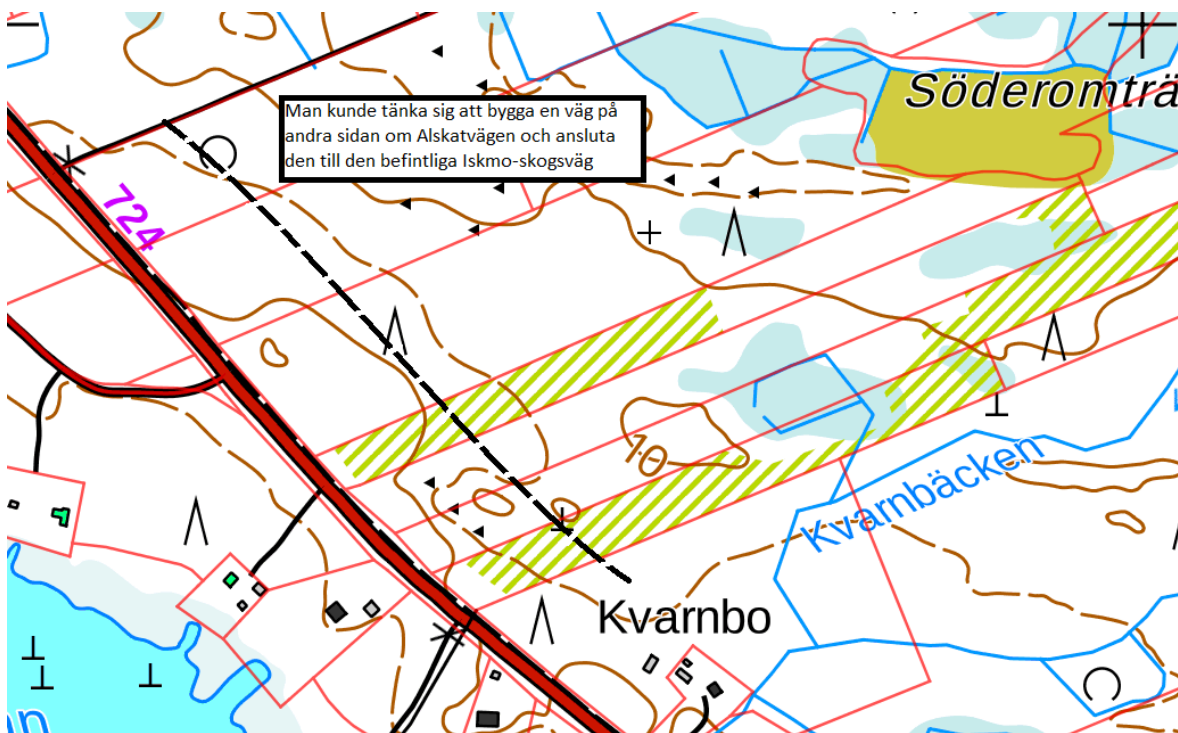 Söderomträ
Man kunde tänka sig att bygga en väg på
andra sidan om Alskatvägen och ansluta
den till den befintliga Iskmo-skogsväg
724
10
Kvarnbäcken
Kvarnbo